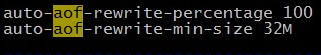 auto-aof-rewrite-percentage 100
auto-aof-rewrite-min-size 32M